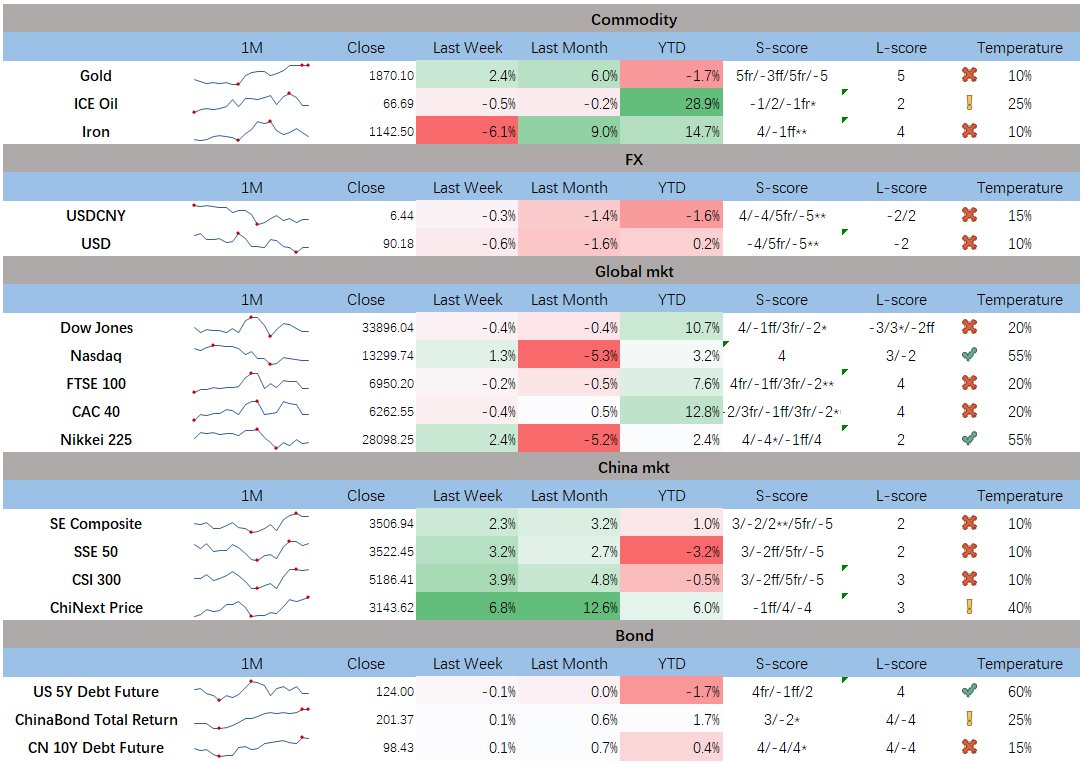 Commodity
1M Close Last Week Last Month YTD S-score L-score Temperature
Gold 1870.10 2.4% 6.0% -1.7% 5fr/-3ff/5fr/-5 5 10%
ICE Oil 66.69 -0.5% -0.2% 28.9% -1/2/-1fr* 2 25%
Iron 1142.50 -6.1% 9.0% 14.7% 4/-1ff** 4 10%
FX
1M Close Last Week Last Month YTD S-score L-score Temperature
USDCNY 6.44 -0.3% -1.4% -1.6% 4/-4/5fr/-5** -2/2 15%
USD 90.18 -0.6% -1.6% 0.2% -4/5fr/-5** -2 10%
Global mkt
1M Close Last Week Last Month YTD S-score L-score Temperature
Dow Jones 33896.04 -0.4% -0.4% 10.7% 4/-1ff/3fr/-2* -3/3*/-2ff 20%
Nasdaq 13299.74 1.3% -5.3% 3.2% 4 3/-2 55%
FTSE 100 6950.20 -0.2% -0.5% 7.6% 4fr/-1ff/3fr/-2** 4 20%
CAC 40 6262.55 -0.4% 0.5% 12.8% -2/3fr/-1ff/3fr/-2* 4 20%
Nikkei 225 28098.25 2.4% -5.2% 2.4% 4/-4*/-1ff/4 2 55%
China mkt
1M Close Last Week Last Month YTD S-score L-score Temperature
SE Composite 3506.94 2.3% 3.2% 1.0% 3/-2/2**/5fr/-5 2 10%
SSE 50 3522.45 3.2% 2.7% -3.2% 3/-2ff/5fr/-5 2 10%
CSI 300 5186.41 3.9% 4.8% -0.5% 3/-2ff/5fr/-5 3 10%
ChiNext Price 3143.62 6.8% 12.6% 6.0% -1ff/4/-4 3 40%
Bond
1M Close Last Week Last Month YTD S-score L-score Temperature
US 5Y Debt Future 124.00 -0.1% 0.0% -1.7% 4fr/-1ff/2 4 60%
ChinaBond Total Return 201.37 0.1% 0.6% 1.7% 3/-2* 4/-4 25%
CN 10Y Debt Future 98.43 0.1% 0.7% 0.4% 4/-4/4* 4/-4 15%